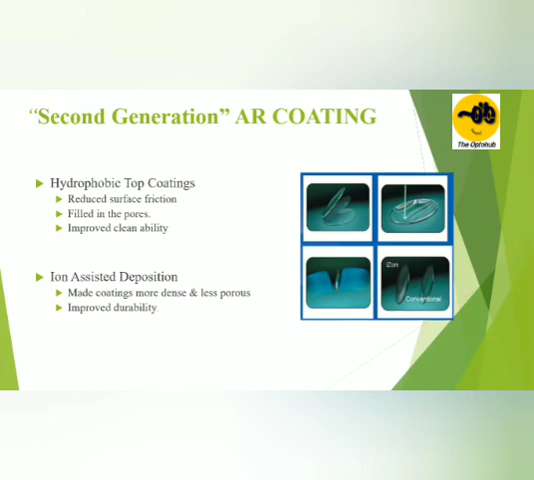 “Second Generation” AR COATING
The Optohub
Hydrophobic Top Coatings
Reduced surface friction
Filled in the pores.
Improved clean ability
Ion Assisted Deposition
Made coatings more dense & less porous
Improved durability
Conventional